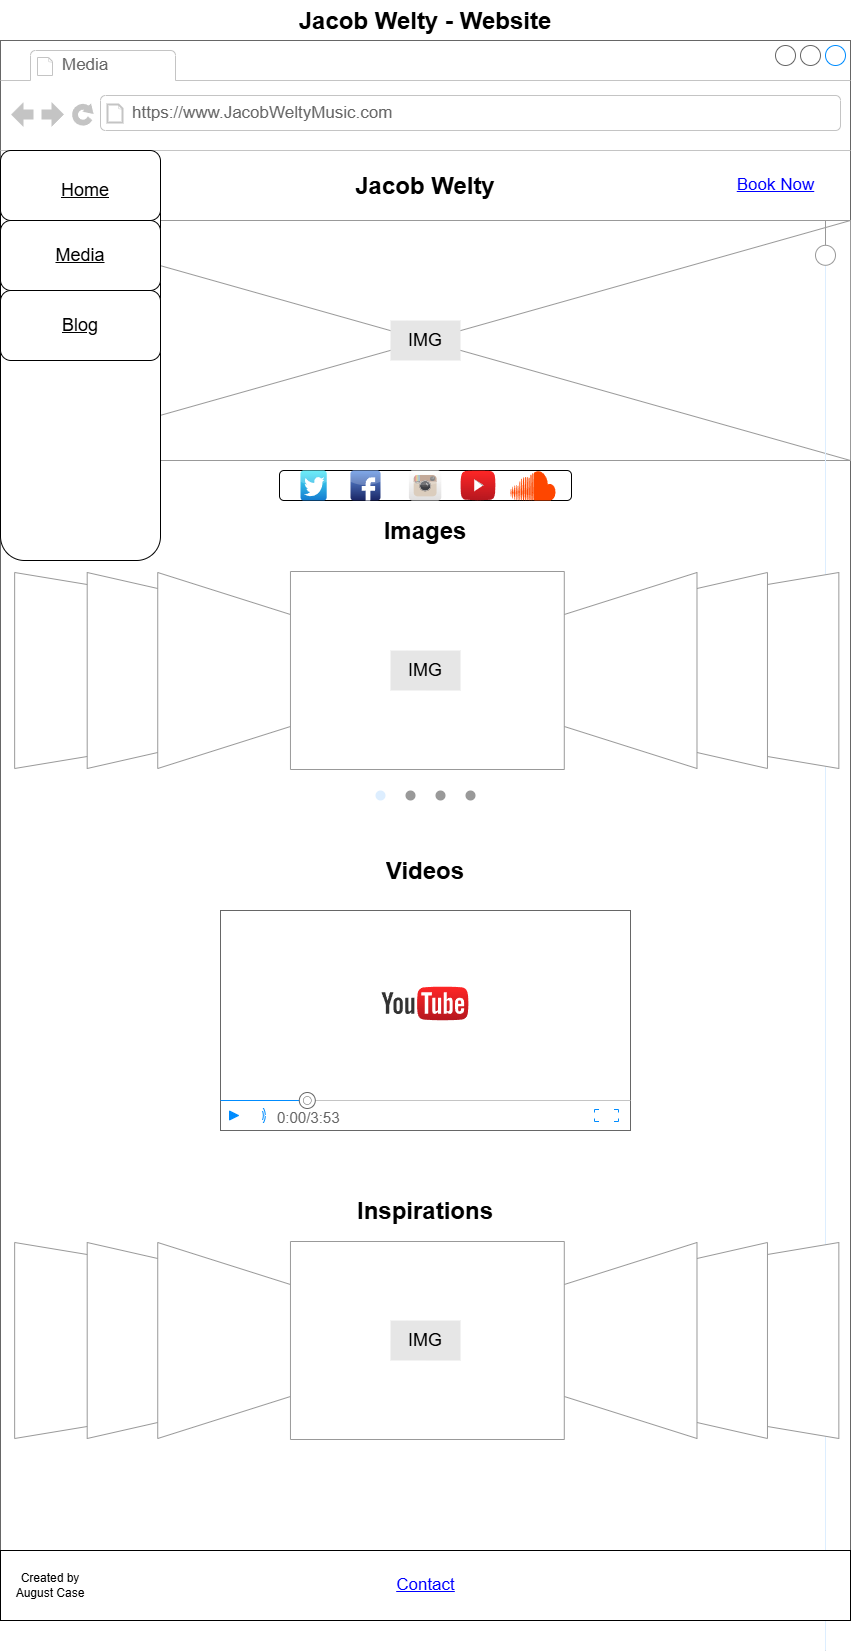 Jacob Welty - Website
Media
https://www.JacobWeltyMusic.com
Home
Jacob Welty
Book Now
Media
Blog
IMG
Images
IMG
Videos
YouTube
0:00/3:53
Inspirations
IMG
Created by
August Case
Contact